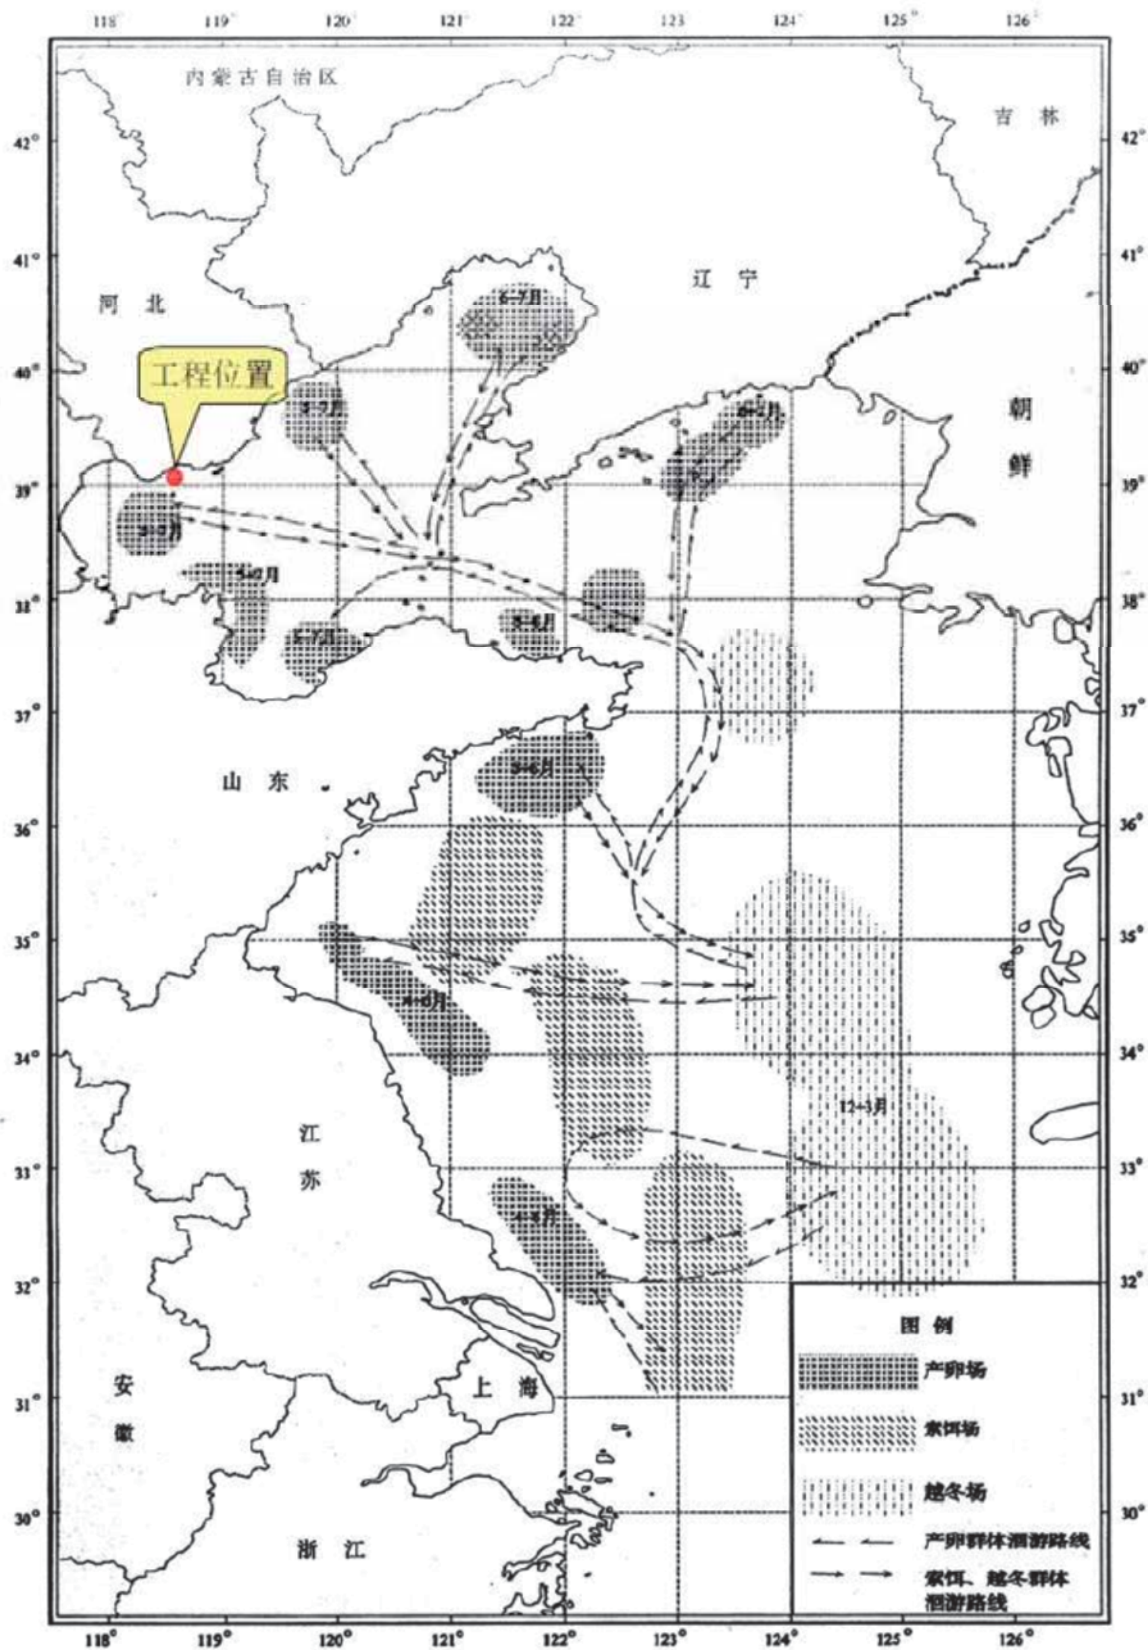 118° 119° 120° 121° 122° 123° 124° 125° 126°
内蒙古自治区
吉 林
42° 42°
41° 41°
辽 宁
河 北
5-7月
40° 40°
工程位置
朝
鲜
5-7月
6-7月
39° 39°
5-7月
5-7月
38° 38°
5-6月
5-7月
37° 37°
山 东
5-6月
36° 36°
35° 35°
4-6月
34° 34°
12-3月
江
苏
33° 33°
4-5月
32° 32°
图 例
产卵场
安
徽
上 海
31° 31°
索饵场
越冬场
30° 30°
浙 江
产卵群体洄游路线
索饵、越冬群体
洄游路线
118° 119° 120° 121° 122° 123° 124° 125° 126°